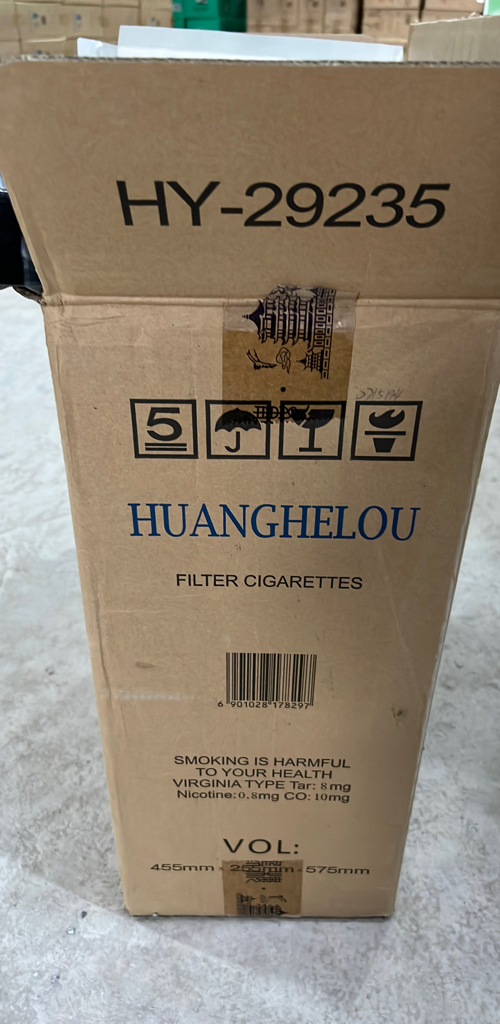 HY-29235
5
HUANGHELOU
FILTER CIGARETTES
6 901028 178297
SMOKING IS HARMFUL
TO YOUR HEALTH
VIRGINIA TYPE Tar: 8mg
Nicotine:0.8mg CO: 10mg
VOL:
455mm × 255mm × 575mm